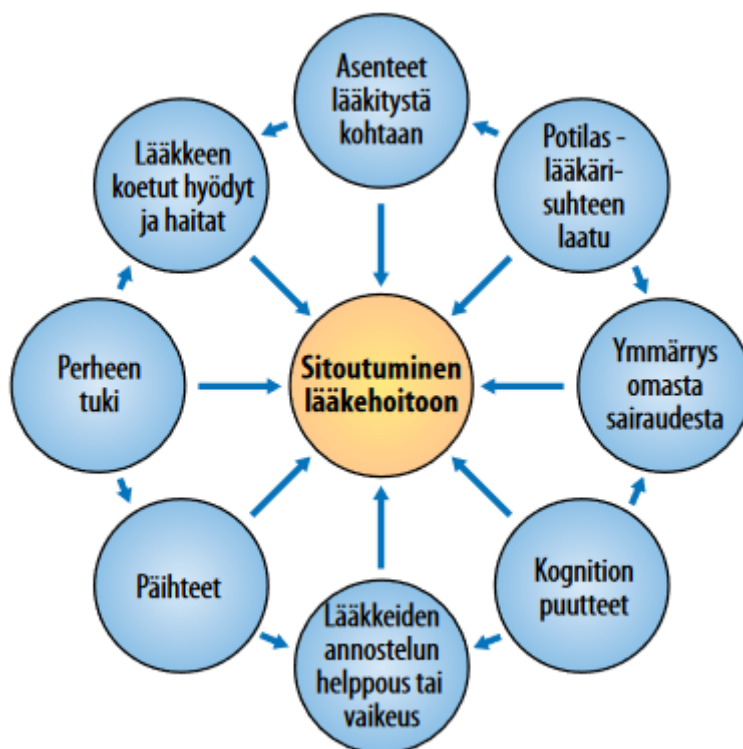 Asenteet
lääkitystä
kohtaan
Potilas -
lääkäri-
suhteen
laatu
Lääkkeen
koetut hyödyt
ja haitat
Perheen
tuki
Sitoutuminen
lääkehoitoon
Ymmärrys
omasta
sairaudesta
Päihteet
Kognition
puutteet
Lääkkeiden
annostelun
helppous tai
vaikeus